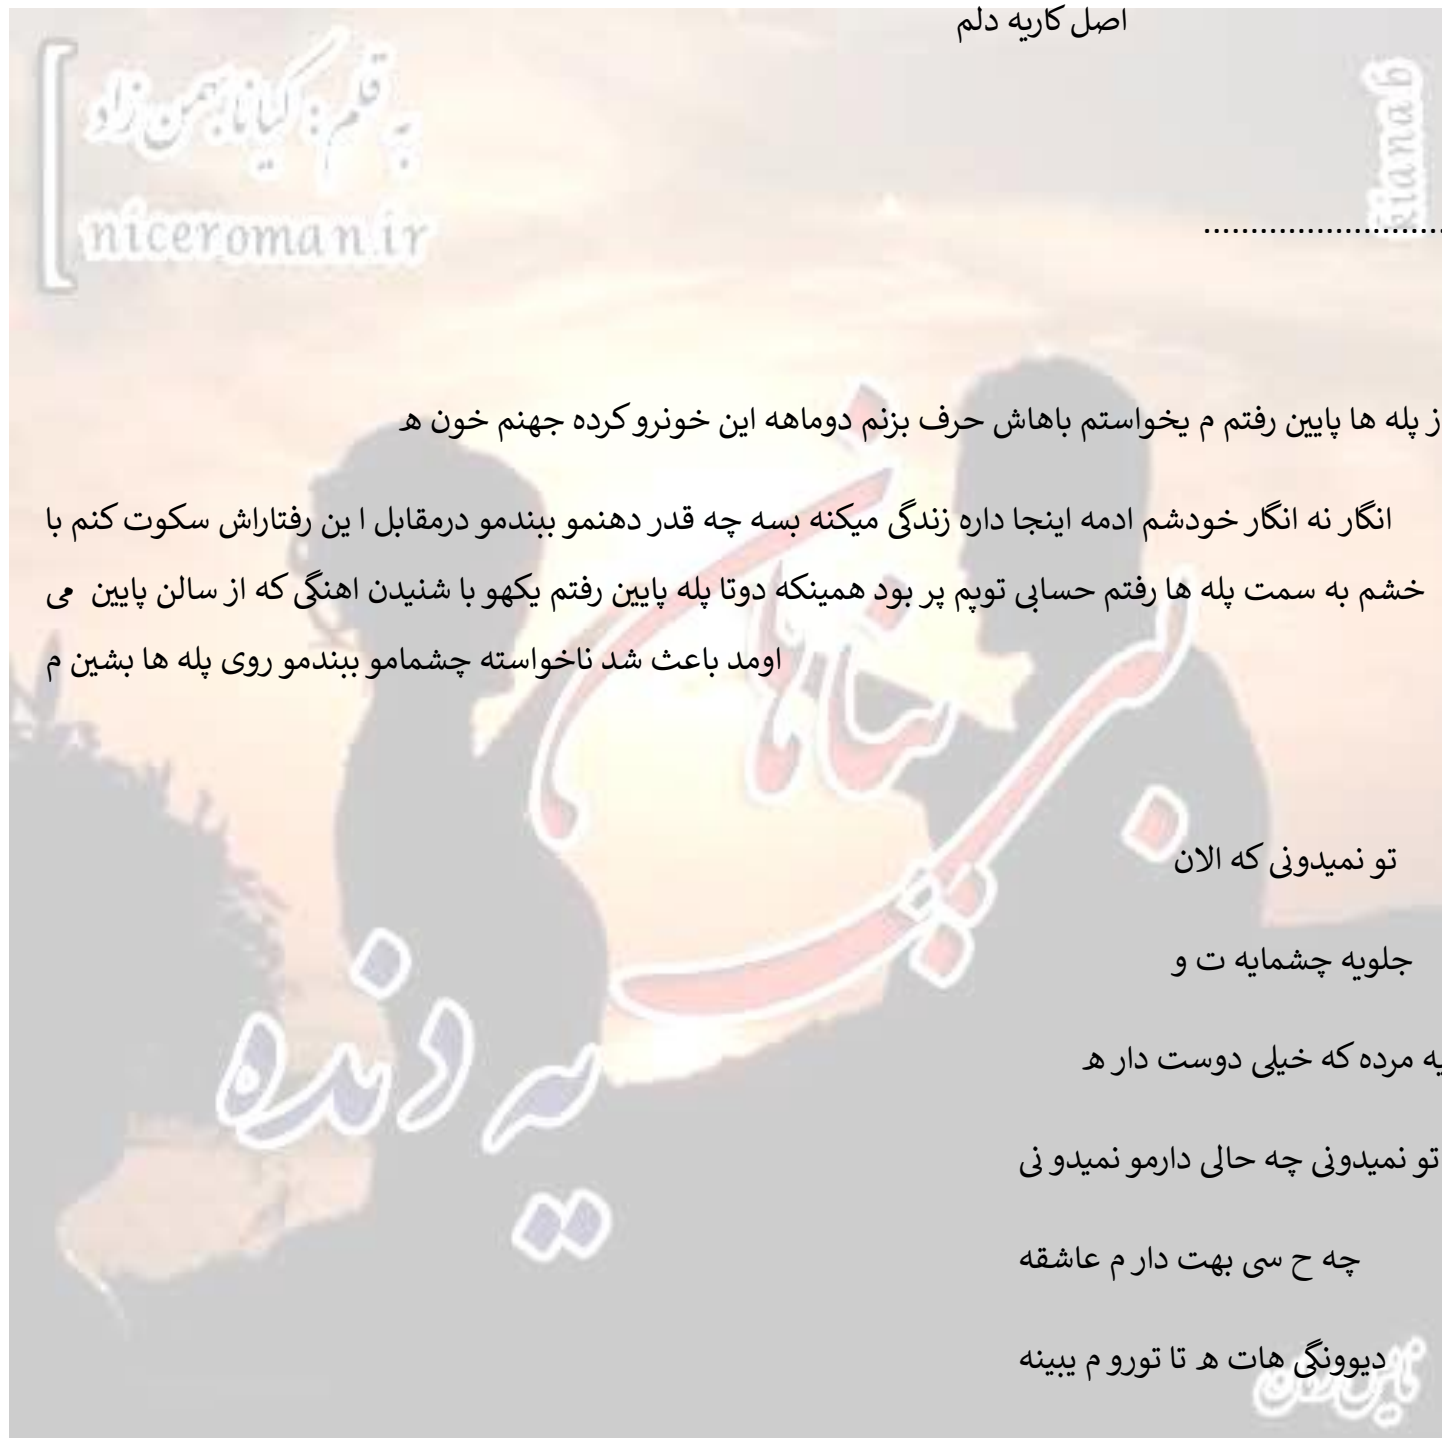 اصل کاریه دلم
به قلم: کیانا بهمن زاد
niceroman.ir
kiana b
..........................
ز پله ها پایین رفتم م یخواستم باهاش حرف بزنم دوماهه این خونرو کرده جهنم خون ه
انگار نه انگار خودشم ادمه اینجا داره زندگی میکنه بسه چه قدر دهنمو ببندمو درمقابل ا ین رفتاراش سکوت کنم با
خشم به سمت پله ها رفتم حسابی توپم پر بود همینکه دوتا پله پایین رفتم یکهو با شنیدن اهنگی که از سالن پایین می
اومد باعث شد ناخواسته چشمامو ببندمو روی پله ها بشین م
تو نمیدونی که الان
جلویه چشمایه ت و
یه مرده که خیلی دوست دار ه
تو نمیدونی چه حالی دارمو نمیدو نی
چه ح سی بهت دار م عاشقه
دیوونگی هات ه تا تورو م یبینه
یه دنده